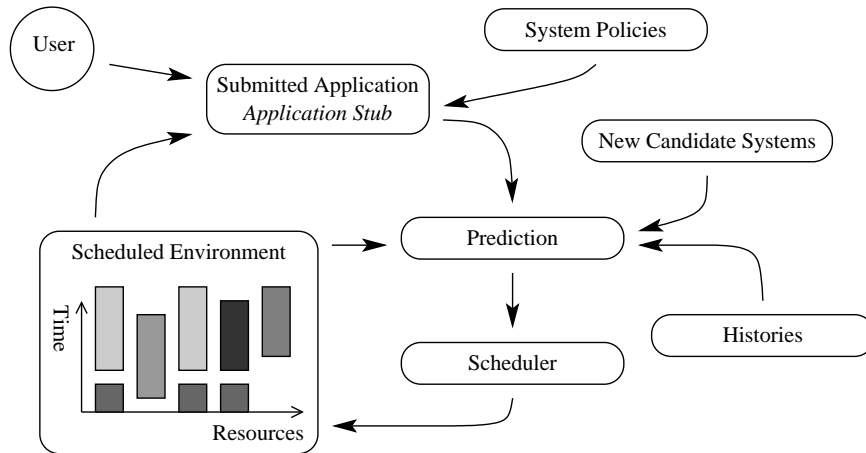 User
System Policies
Submitted Application
Application Stub
New Candidate Systems
Scheduled Environment
Prediction
Time
Histories
Scheduler
Resources